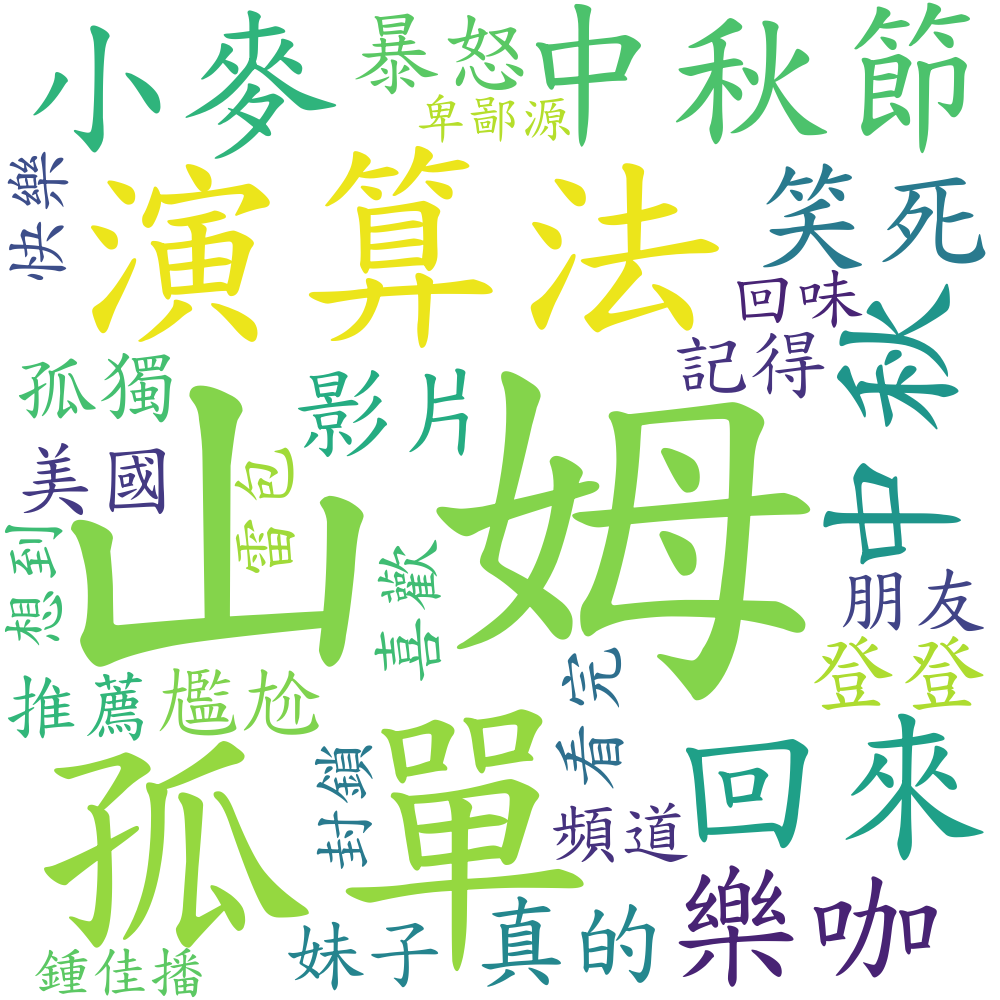 小麥
暴怒
中秋節
卑鄙源
快樂
演算法
笑死
回味
記得
中秋
孤獨
影片
美國
雷包
山姆
想到
喜歡
朋友
登登
推薦
尷尬
看完
孤單
封鎖
回來
頻道
樂咖
妹子
真的
鍾佳播